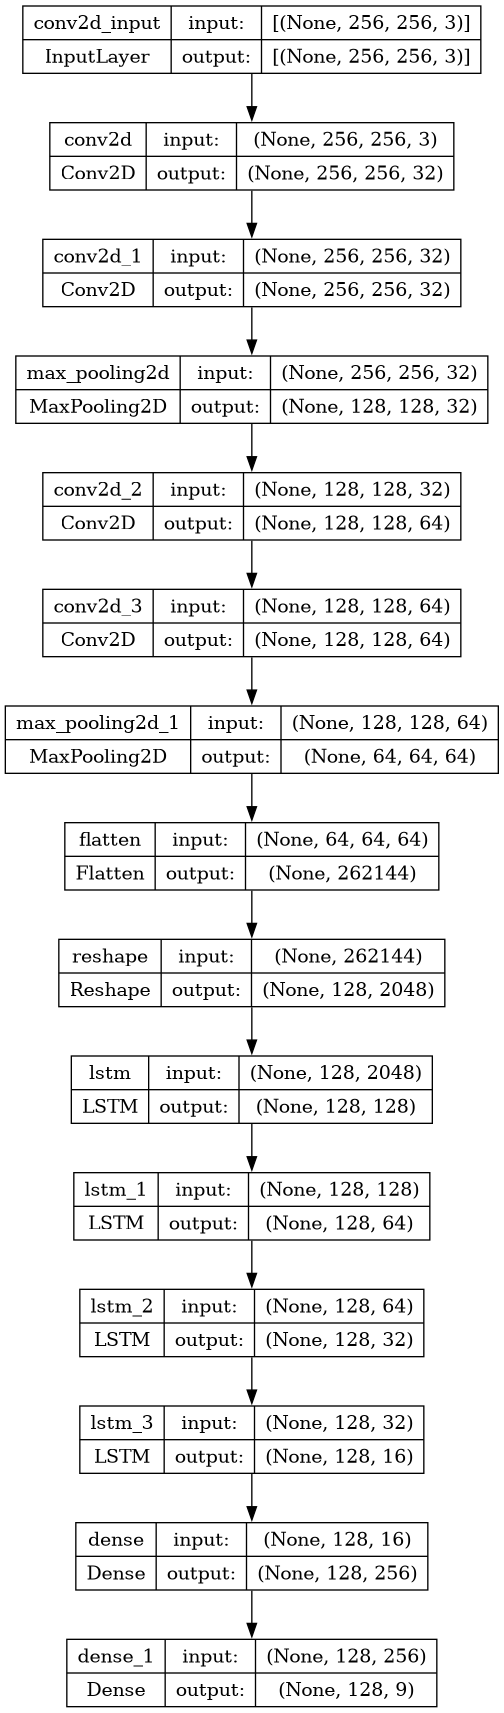 conv2d_input input: [(None, 256, 256, 3)]
InputLayer output: [(None, 256, 256, 3)]
conv2d input: (None, 256, 256, 3)
Conv2D output: (None, 256, 256, 32)
conv2d_1 input: (None, 256, 256, 32)
Conv2D output: (None, 256, 256, 32)
max_pooling2d input: (None, 256, 256, 32)
MaxPooling2D output: (None, 128, 128, 32)
conv2d_2 input: (None, 128, 128, 32)
Conv2D output: (None, 128, 128, 64)
conv2d_3 input: (None, 128, 128, 64)
Conv2D output: (None, 128, 128, 64)
max_pooling2d_1 input: (None, 128, 128, 64)
MaxPooling2D output: (None, 64, 64, 64)
flatten input: (None, 64, 64, 64)
Flatten output: (None, 262144)
reshape input: (None, 262144)
Reshape output: (None, 128, 2048)
lstm input: (None, 128, 2048)
LSTM output: (None, 128, 128)
lstm_1 input: (None, 128, 128)
LSTM output: (None, 128, 64)
lstm_2 input: (None, 128, 64)
LSTM output: (None, 128, 32)
lstm_3 input: (None, 128, 32)
LSTM output: (None, 128, 16)
dense input: (None, 128, 16)
Dense output: (None, 128, 256)
dense_1 input: (None, 128, 256)
Dense output: (None, 128, 9)